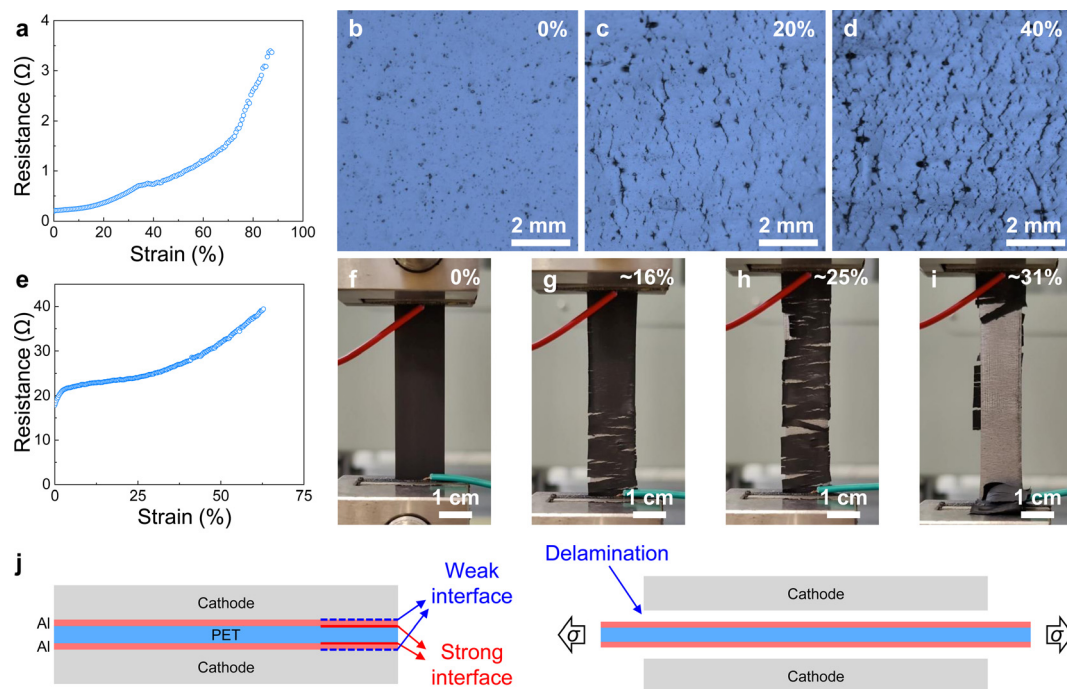 a
Resistance (Ω)
4
3
2
1
0
0 20 40 60 80 100
Strain (%)
b 0%
2 mm
c 20%
2 mm
d 40%
2 mm
e
Resistance (Ω)
40
30
20
10
0
0 25 50 75
Strain (%)
f 0%
1 cm
g ~16%
1 cm
h ~25%
1 cm
i ~31%
1 cm
j
Cathode
Al
PET
Al
Cathode
Weak
interface
Strong
interface
Delamination
Cathode
σ σ
Cathode